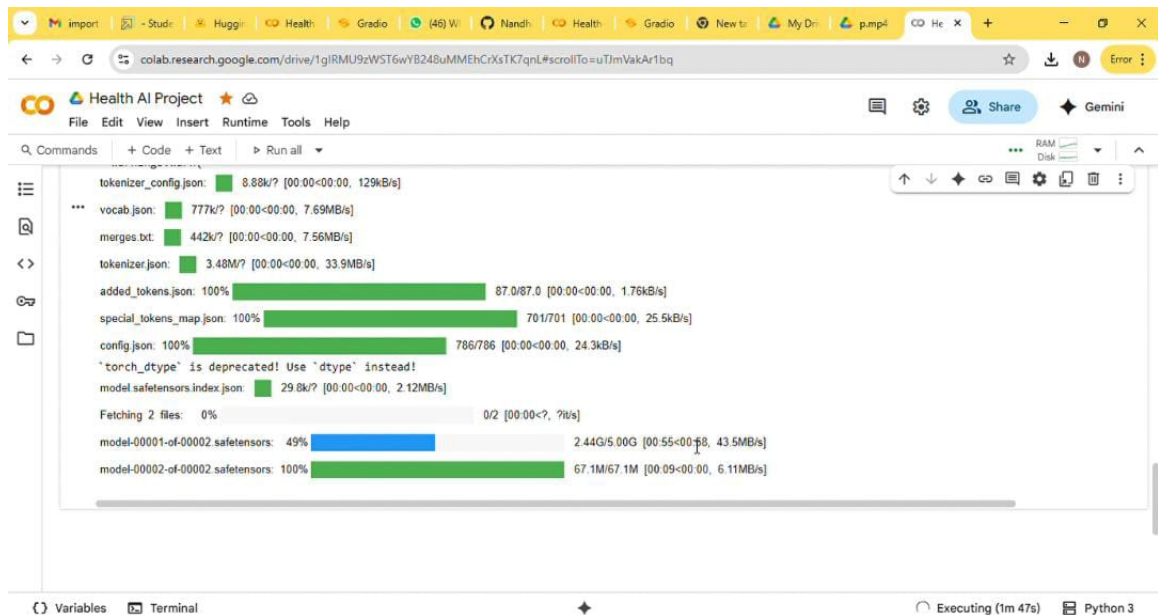 import
- Stude
Huggin
Health
Gradio
(46) W
Nandh
Health
Gradio
New ta
My Dri
p.mp4
He
colab.research.google.com/drive/1gIRMU9zWST6wYB248uMMEhCrXsTK7qnL#scrollTo=uTJmVakAr1bq
N
Error
Health AI Project
File Edit View Insert Runtime Tools Help
Share
Gemini
Commands + Code + Text Run all
RAM
Disk
tokenizer_config.json: 8.88k/? [00:00<00:00, 129kB/s]
vocab.json: 777k/? [00:00<00:00, 7.69MB/s]
merges.txt: 442k/? [00:00<00:00, 7.56MB/s]
tokenizer.json: 3.48M/? [00:00<00:00, 33.9MB/s]
added_tokens.json: 100% 87.0/87.0 [00:00<00:00, 1.76kB/s]
special_tokens_map.json: 100% 701/701 [00:00<00:00, 25.5kB/s]
config.json: 100% 786/786 [00:00<00:00, 24.3kB/s]
`torch_dtype` is deprecated! Use `dtype` instead!
model.safetensors.index.json: 29.8k/? [00:00<00:00, 2.12MB/s]
Fetching 2 files: 0% 0/2 [00:00<?, ?it/s]
model-00001-of-00002.safetensors: 49% 2.44G/5.00G [00:55<00:58, 43.5MB/s]
model-00002-of-00002.safetensors: 100% 67.1M/67.1M [00:09<00:00, 6.11MB/s]
Variables Terminal
Executing (1m 47s) Python 3